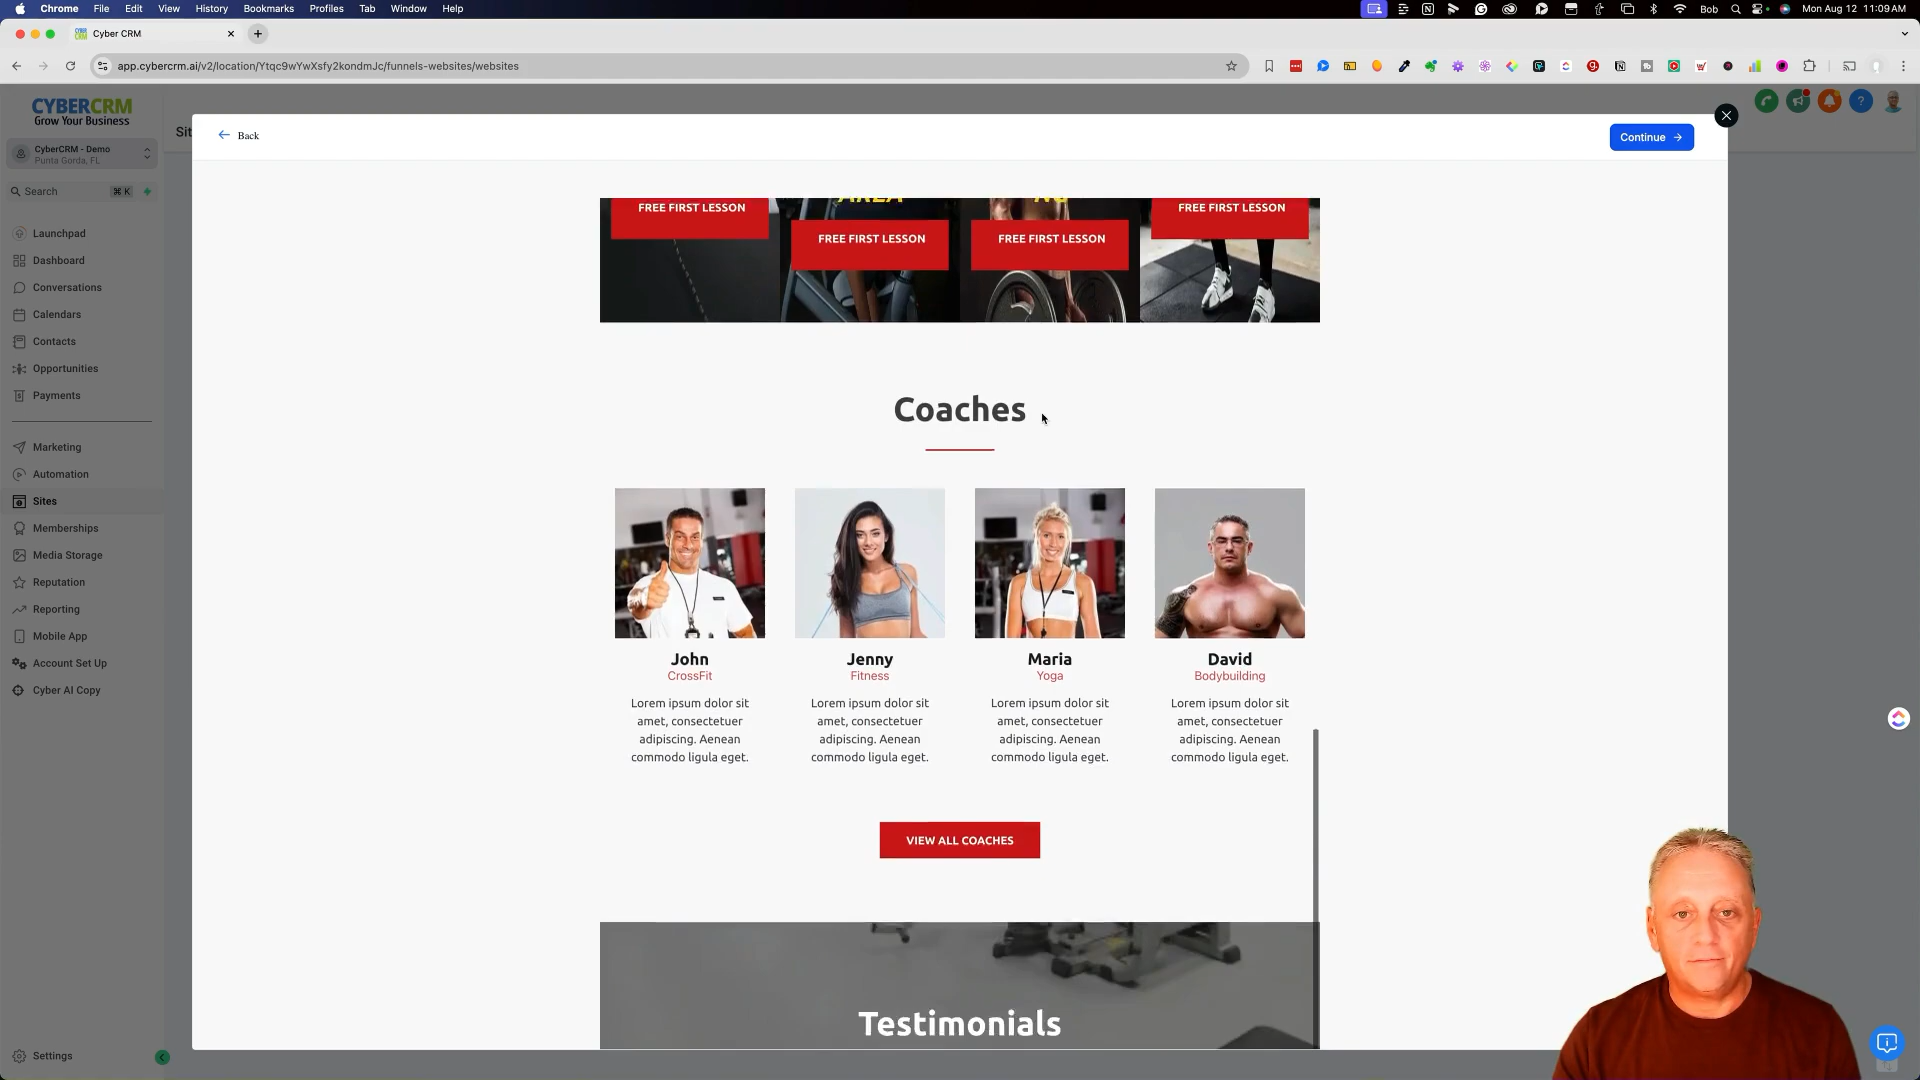 Chrome File Edit View History Bookmarks Profiles Tab Window Help
Bob Mon Aug 12 11:09 AM
Cyber CRM
app.cybercrm.ai/v2/location/Ytqc9wYwXsfy2kondmJc/funnels-websites/websites
CYBERCRM
Grow Your Business
CyberCRM - Demo
Punta Gorda, FL
Search ⌘ K
Launchpad
Dashboard
Conversations
Calendars
Contacts
Opportunities
Payments
Marketing
Automation
Sites
Memberships
Media Storage
Reputation
Reporting
Mobile App
Account Set Up
Cyber AI Copy
Settings
Sit
Back
Continue
AREA
NG
FREE FIRST LESSON
FREE FIRST LESSON
FREE FIRST LESSON
FREE FIRST LESSON
Coaches
John
CrossFit
Lorem ipsum dolor sit
amet, consectetuer
adipiscing. Aenean
commodo ligula eget.
Jenny
Fitness
Lorem ipsum dolor sit
amet, consectetuer
adipiscing. Aenean
commodo ligula eget.
Maria
Yoga
Lorem ipsum dolor sit
amet, consectetuer
adipiscing. Aenean
commodo ligula eget.
David
Bodybuilding
Lorem ipsum dolor sit
amet, consectetuer
adipiscing. Aenean
commodo ligula eget.
VIEW ALL COACHES
Testimonials